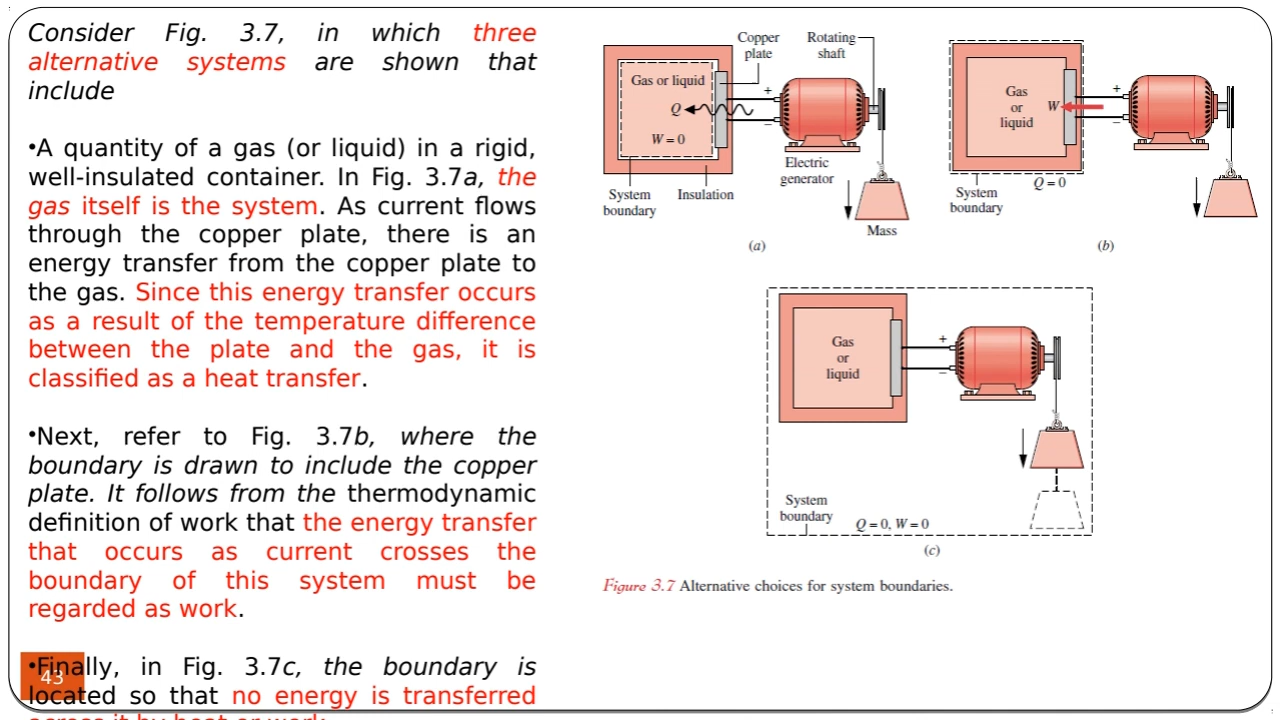 Consider Fig. 3.7, in which three
alternative systems are shown that
include
•A quantity of a gas (or liquid) in a rigid,
well-insulated container. In Fig. 3.7a, the
gas itself is the system. As current flows
through the copper plate, there is an
energy transfer from the copper plate to
the gas. Since this energy transfer occurs
as a result of the temperature difference
between the plate and the gas, it is
classified as a heat transfer.
•Next, refer to Fig. 3.7b, where the
boundary is drawn to include the copper
plate. It follows from the thermodynamic
definition of work that the energy transfer
that occurs as current crosses the
boundary of this system must be
regarded as work.
•Finally, in Fig. 3.7c, the boundary is
located so that no energy is transferred
across it by heat or work.
43
Copper
plate
Rotating
shaft
Gas or liquid
Q
W = 0
+
–
System
boundary
Insulation
Electric
generator
Mass
(a)
Gas
or
liquid
W
+
–
System
boundary
Q = 0
(b)
Gas
or
liquid
+
–
System
boundary
Q = 0, W = 0
(c)
Figure 3.7 Alternative choices for system boundaries.